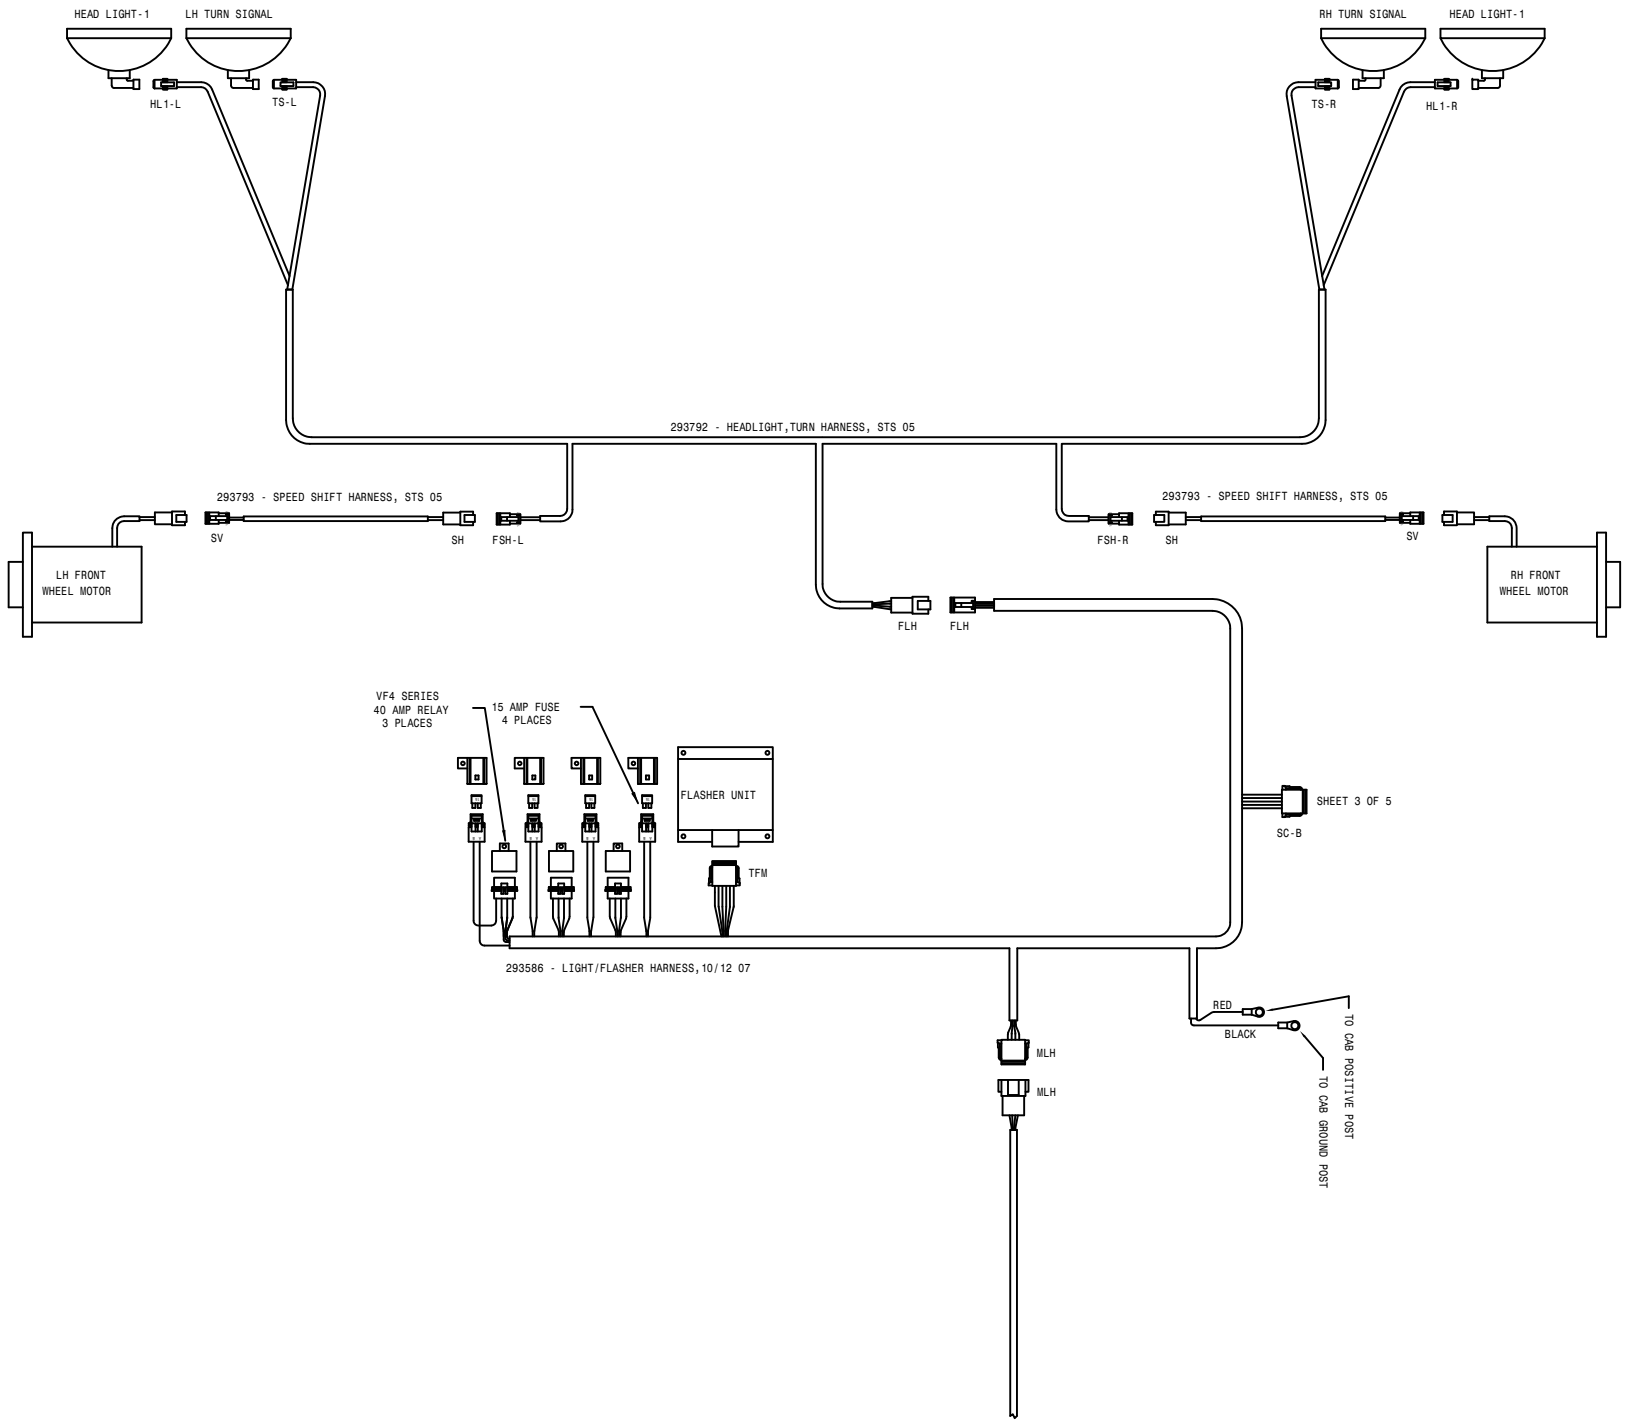 HEAD LIGHT-1
LH TURN SIGNAL
RH TURN SIGNAL
HEAD LIGHT-1
HL1-L
TS-L
TS-R
HL1-R
293792 - HEADLIGHT,TURN HARNESS, STS 05
293793 - SPEED SHIFT HARNESS, STS 05
293793 - SPEED SHIFT HARNESS, STS 05
SV
SH
FSH-L
FSH-R
SH
SV
LH FRONT
WHEEL MOTOR
RH FRONT
WHEEL MOTOR
FLH
FLH
VF4 SERIES
40 AMP RELAY
3 PLACES
15 AMP FUSE
4 PLACES
FLASHER UNIT
SHEET 3 OF 5
SC-B
TFM
293586 - LIGHT/FLASHER HARNESS,10/12 07
RED
BLACK
TO CAB POSITIVE POST
TO CAB GROUND POST
MLH
MLH